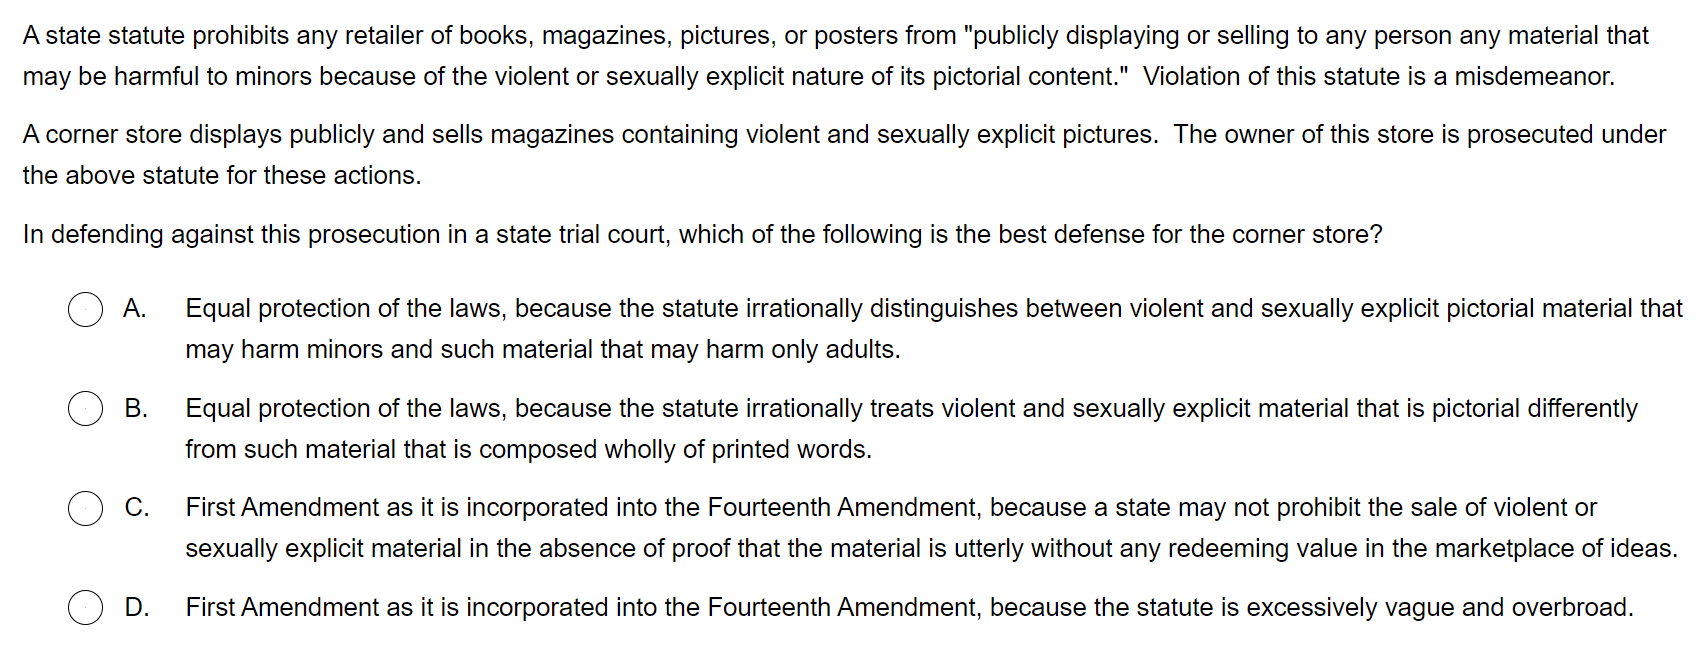 A state statute prohibits any retailer of books, magazines, pictures, or posters from "publicly displaying or selling to any person any material that
may be harmful to minors because of the violent or sexually explicit nature of its pictorial content."  Violation of this statute is a misdemeanor.
A corner store displays publicly and sells magazines containing violent and sexually explicit pictures.  The owner of this store is prosecuted under
the above statute for these actions.
In defending against this prosecution in a state trial court, which of the following is the best defense for the corner store?
A. Equal protection of the laws, because the statute irrationally distinguishes between violent and sexually explicit pictorial material that
may harm minors and such material that may harm only adults.
B. Equal protection of the laws, because the statute irrationally treats violent and sexually explicit material that is pictorial differently
from such material that is composed wholly of printed words.
C. First Amendment as it is incorporated into the Fourteenth Amendment, because a state may not prohibit the sale of violent or
sexually explicit material in the absence of proof that the material is utterly without any redeeming value in the marketplace of ideas.
D. First Amendment as it is incorporated into the Fourteenth Amendment, because the statute is excessively vague and overbroad.